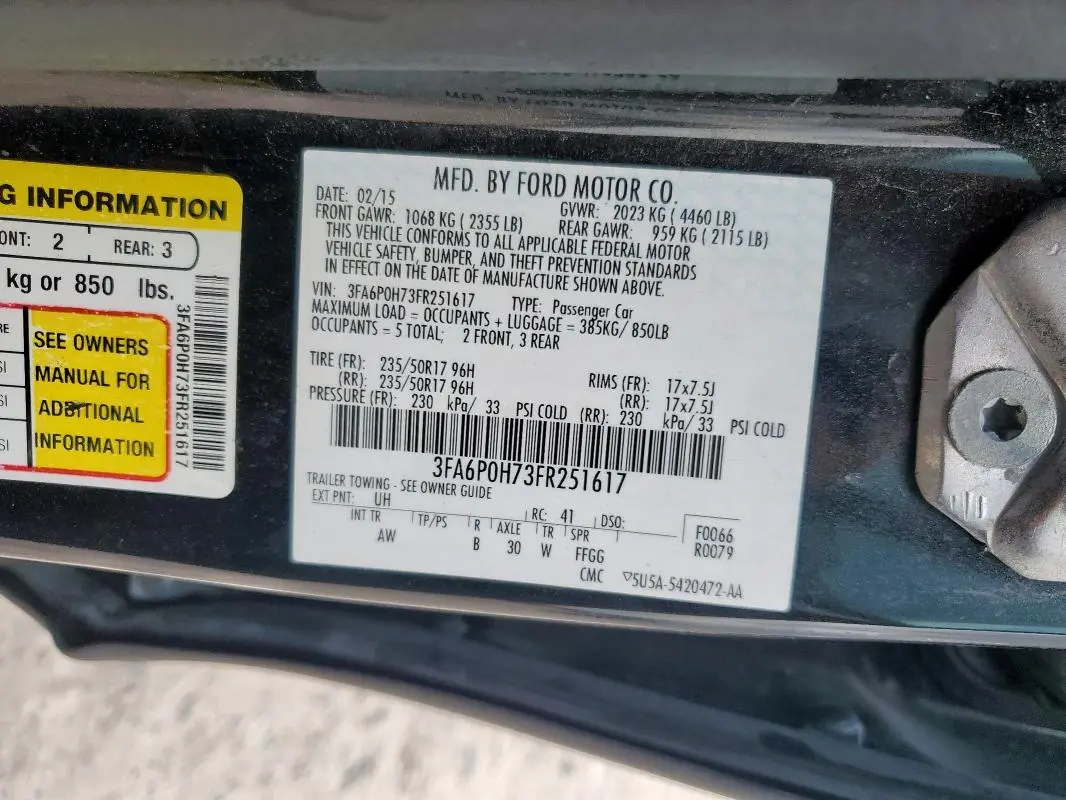 G INFORMATION
ONT: 2 REAR: 3
kg or 850 lbs.
SEE OWNERS
MANUAL FOR
ADDITIONAL
INFORMATION
3FA6P0H73FR251617
MFD. BY FORD MOTOR CO.
DATE: 02/15 GVWR: 2023 KG ( 4460 LB)
FRONT GAWR: 1068 KG ( 2355 LB) REAR GAWR: 959 KG ( 2115 LB)
THIS VEHICLE CONFORMS TO ALL APPLICABLE FEDERAL MOTOR
VEHICLE SAFETY, BUMPER, AND THEFT PREVENTION STANDARDS
IN EFFECT ON THE DATE OF MANUFACTURE SHOWN ABOVE.
VIN: 3FA6P0H73FR251617 TYPE: Passenger Car
MAXIMUM LOAD = OCCUPANTS + LUGGAGE = 385KG/ 850LB
OCCUPANTS = 5 TOTAL; 2 FRONT, 3 REAR
TIRE (FR): 235/50R17 96H RIMS (FR): 17x7.5J
(RR): 235/50R17 96H (RR): 17x7.5J
PRESSURE (FR): 230 kPa/ 33 PSI COLD (RR): 230 kPa/ 33 PSI COLD
3FA6P0H73FR251617
TRAILER TOWING - SEE OWNER GUIDE
EXT PNT: UH RC: 41 DSO: F0066
INT TR TP/PS R AXLE TR SPR R0079
AW B 30 W FFGG
CMC ▽5U5A-5420472-AA